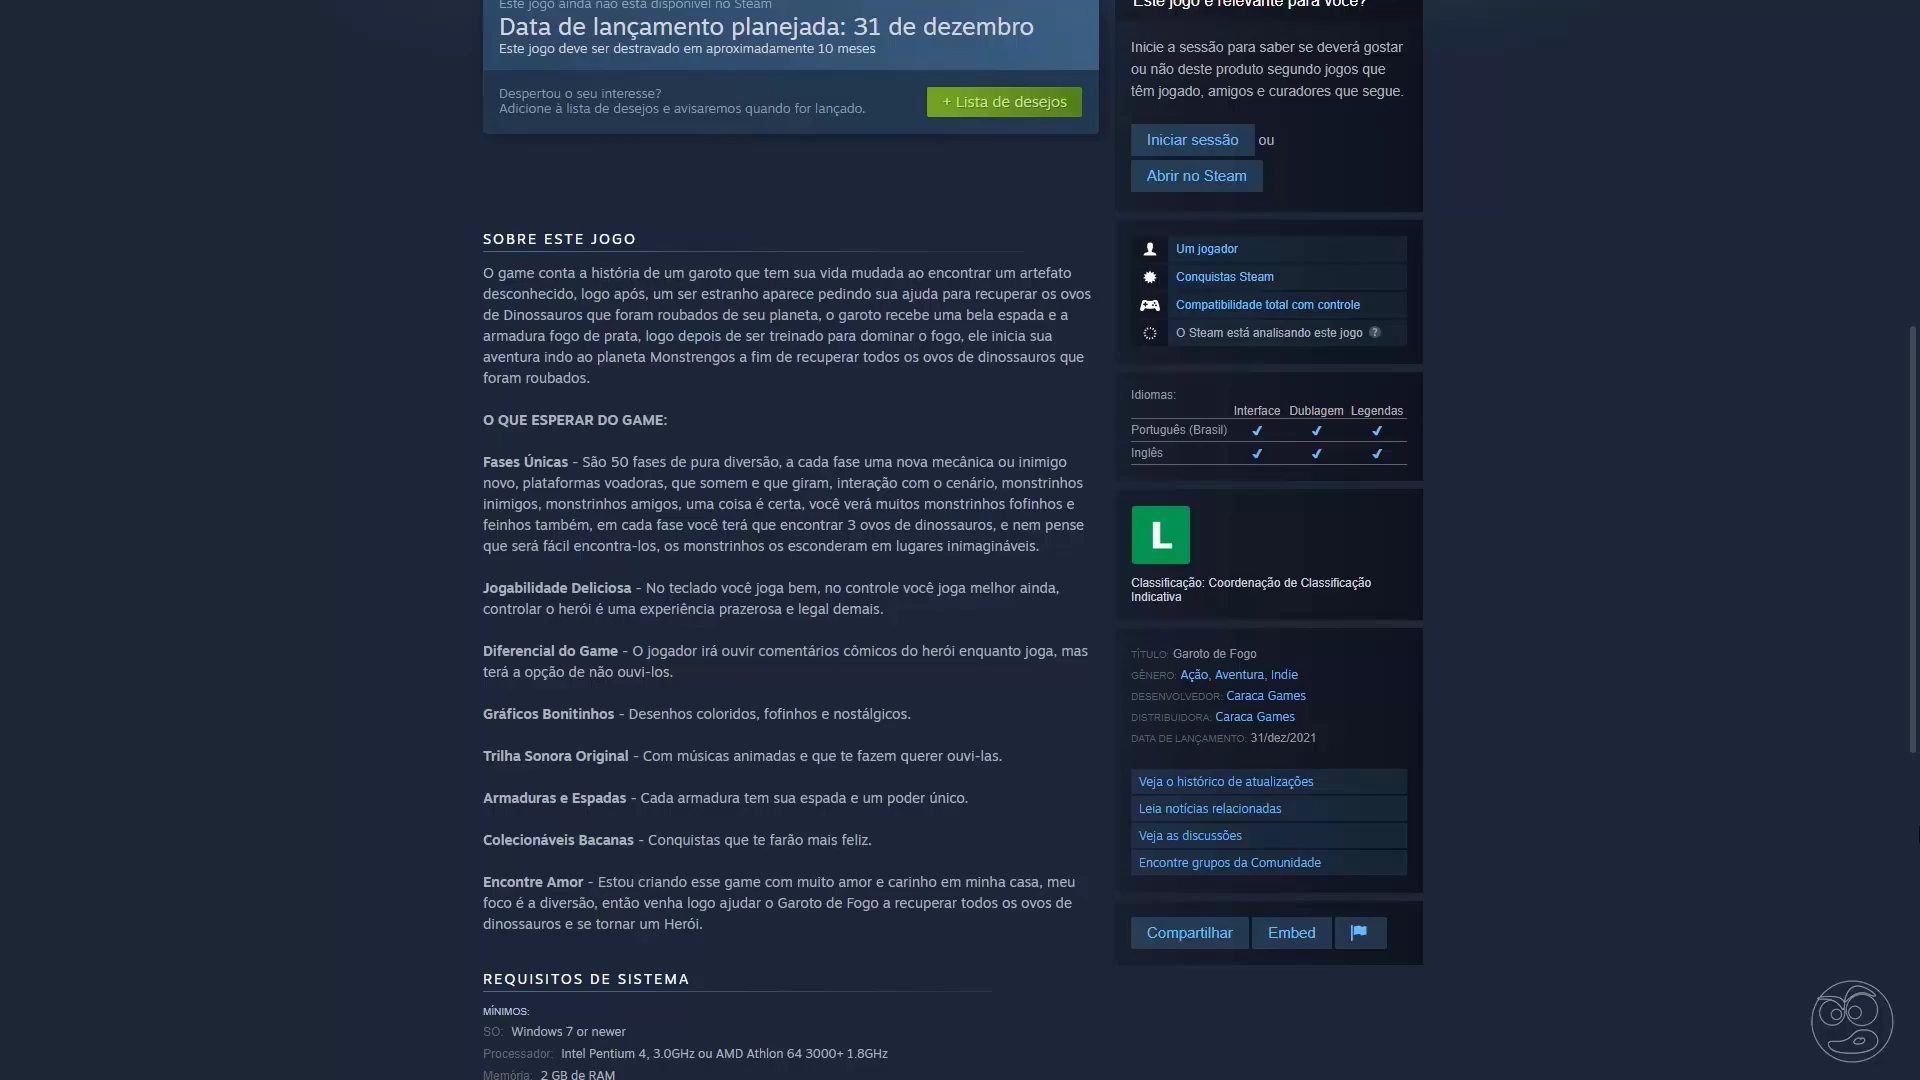 Este jogo ainda não está disponível no Steam
Data de lançamento planejada: 31 de dezembro
Este jogo deve ser destravado em aproximadamente 10 meses
Despertou o seu interesse?
Adicione à lista de desejos e avisaremos quando for lançado.
+ Lista de desejos
SOBRE ESTE JOGO
O game conta a história de um garoto que tem sua vida mudada ao encontrar um artefato
desconhecido, logo após, um ser estranho aparece pedindo sua ajuda para recuperar os ovos
de Dinossauros que foram roubados de seu planeta, o garoto recebe uma bela espada e a
armadura fogo de prata, logo depois de ser treinado para dominar o fogo, ele inicia sua
aventura indo ao planeta Monstrengos a fim de recuperar todos os ovos de dinossauros que
foram roubados.
O QUE ESPERAR DO GAME:
Fases Únicas - São 50 fases de pura diversão, a cada fase uma nova mecânica ou inimigo
novo, plataformas voadoras, que somem e que giram, interação com o cenário, monstrinhos
inimigos, monstrinhos amigos, uma coisa é certa, você verá muitos monstrinhos fofinhos e
feinhos também, em cada fase você terá que encontrar 3 ovos de dinossauros, e nem pense
que será fácil encontra-los, os monstrinhos os esconderam em lugares inimagináveis.
Jogabilidade Deliciosa - No teclado você joga bem, no controle você joga melhor ainda,
controlar o herói é uma experiência prazerosa e legal demais.
Diferencial do Game - O jogador irá ouvir comentários cômicos do herói enquanto joga, mas
terá a opção de não ouvi-los.
Gráficos Bonitinhos - Desenhos coloridos, fofinhos e nostálgicos.
Trilha Sonora Original - Com músicas animadas e que te fazem querer ouvi-las.
Armaduras e Espadas - Cada armadura tem sua espada e um poder único.
Colecionáveis Bacanas - Conquistas que te farão mais feliz.
Encontre Amor - Estou criando esse game com muito amor e carinho em minha casa, meu
foco é a diversão, então venha logo ajudar o Garoto de Fogo a recuperar todos os ovos de
dinossauros e se tornar um Herói.
REQUISITOS DE SISTEMA
MÍNIMOS:
SO: Windows 7 or newer
Processador: Intel Pentium 4, 3.0GHz ou AMD Athlon 64 3000+ 1.8GHz
Memória: 2 GB de RAM
Este jogo é relevante para você?
Inicie a sessão para saber se deverá gostar
ou não deste produto segundo jogos que
têm jogado, amigos e curadores que segue.
Iniciar sessão ou
Abrir no Steam
Um jogador
Conquistas Steam
Compatibilidade total com controle
O Steam está analisando este jogo ?
Idiomas:
Interface Dublagem Legendas
Português (Brasil) ✔ ✔ ✔
Inglês ✔ ✔ ✔
L
Classificação: Coordenação de Classificação
Indicativa
TÍTULO: Garoto de Fogo
GÊNERO: Ação, Aventura, Indie
DESENVOLVEDOR: Caraca Games
DISTRIBUIDORA: Caraca Games
DATA DE LANÇAMENTO: 31/dez/2021
Veja o histórico de atualizações
Leia notícias relacionadas
Veja as discussões
Encontre grupos da Comunidade
Compartilhar Embed